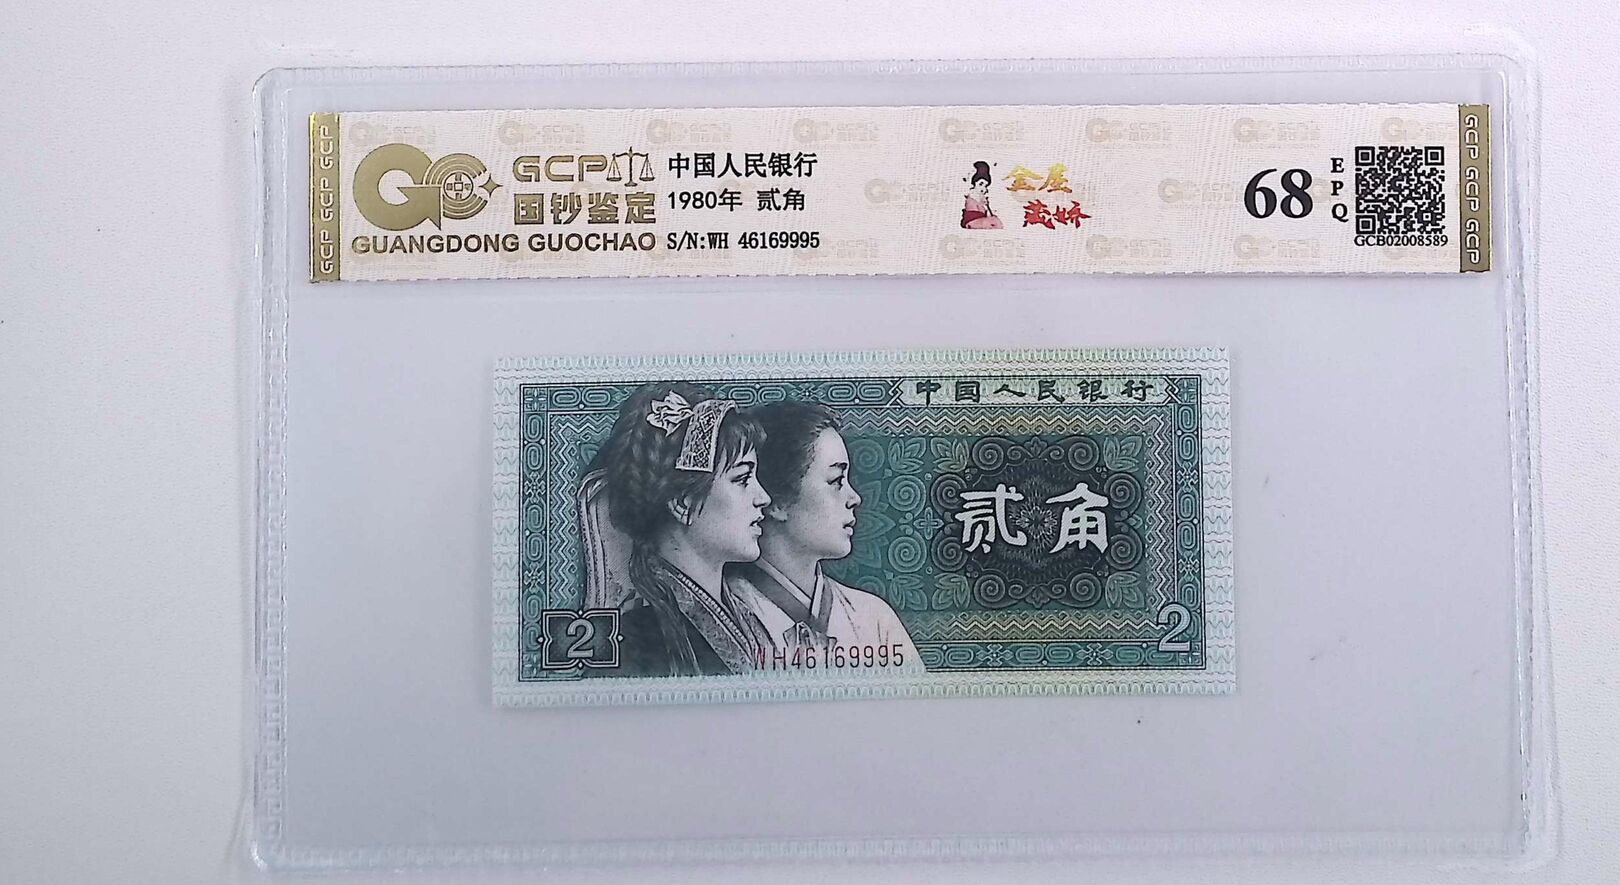 GCP GCP GCP
GCP
国钞鉴定
GUANGDONG GUOCHAO
中国人民银行
1980年 贰角
S/N:WH 46169995
金屋
藏娇
68
EPQ
GCB02008589
GCP GCP GCP
中国人民银行
贰角
2
2
WH46169995